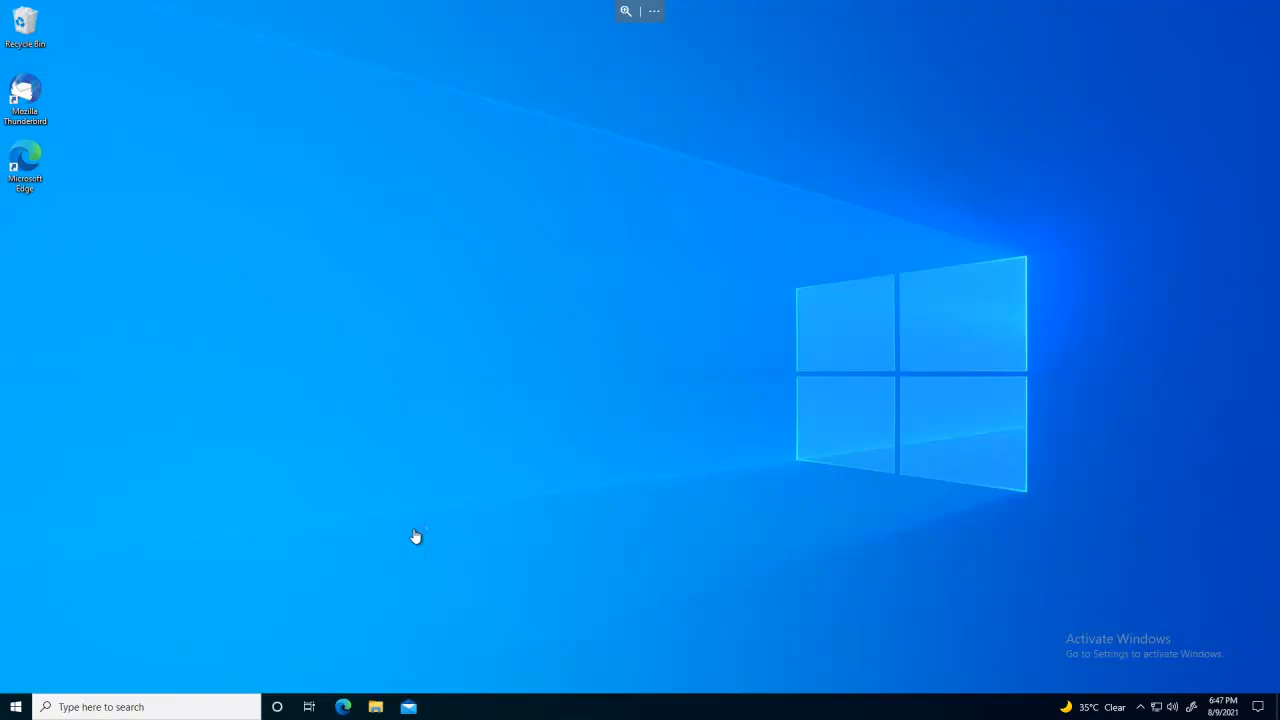 Recycle Bin
Mozilla
Thunderbird
Microsoft
Edge
Activate Windows
Go to Settings to activate Windows.
Type here to search
35°C Clear
6:47 PM
8/9/2021